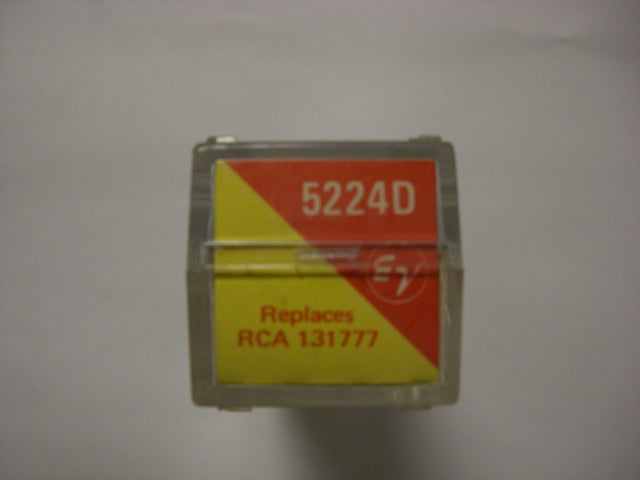 5224D
EV
Replaces
RCA 131777